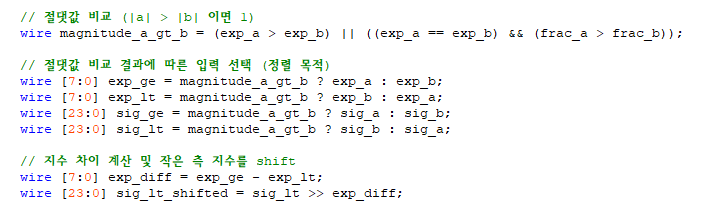 // 절댓값 비교 (|a| > |b| 이면 1)
wire magnitude_a_gt_b = (exp_a > exp_b) || ((exp_a == exp_b) && (frac_a > frac_b));
// 절댓값 비교 결과에 따른 입력 선택 (정렬 목적)
wire [7:0] exp_ge = magnitude_a_gt_b ? exp_a : exp_b;
wire [7:0] exp_lt = magnitude_a_gt_b ? exp_b : exp_a;
wire [23:0] sig_ge = magnitude_a_gt_b ? sig_a : sig_b;
wire [23:0] sig_lt = magnitude_a_gt_b ? sig_b : sig_a;
// 지수 차이 계산 및 작은 측 지수를 shift
wire [7:0] exp_diff = exp_ge - exp_lt;
wire [23:0] sig_lt_shifted = sig_lt >> exp_diff;